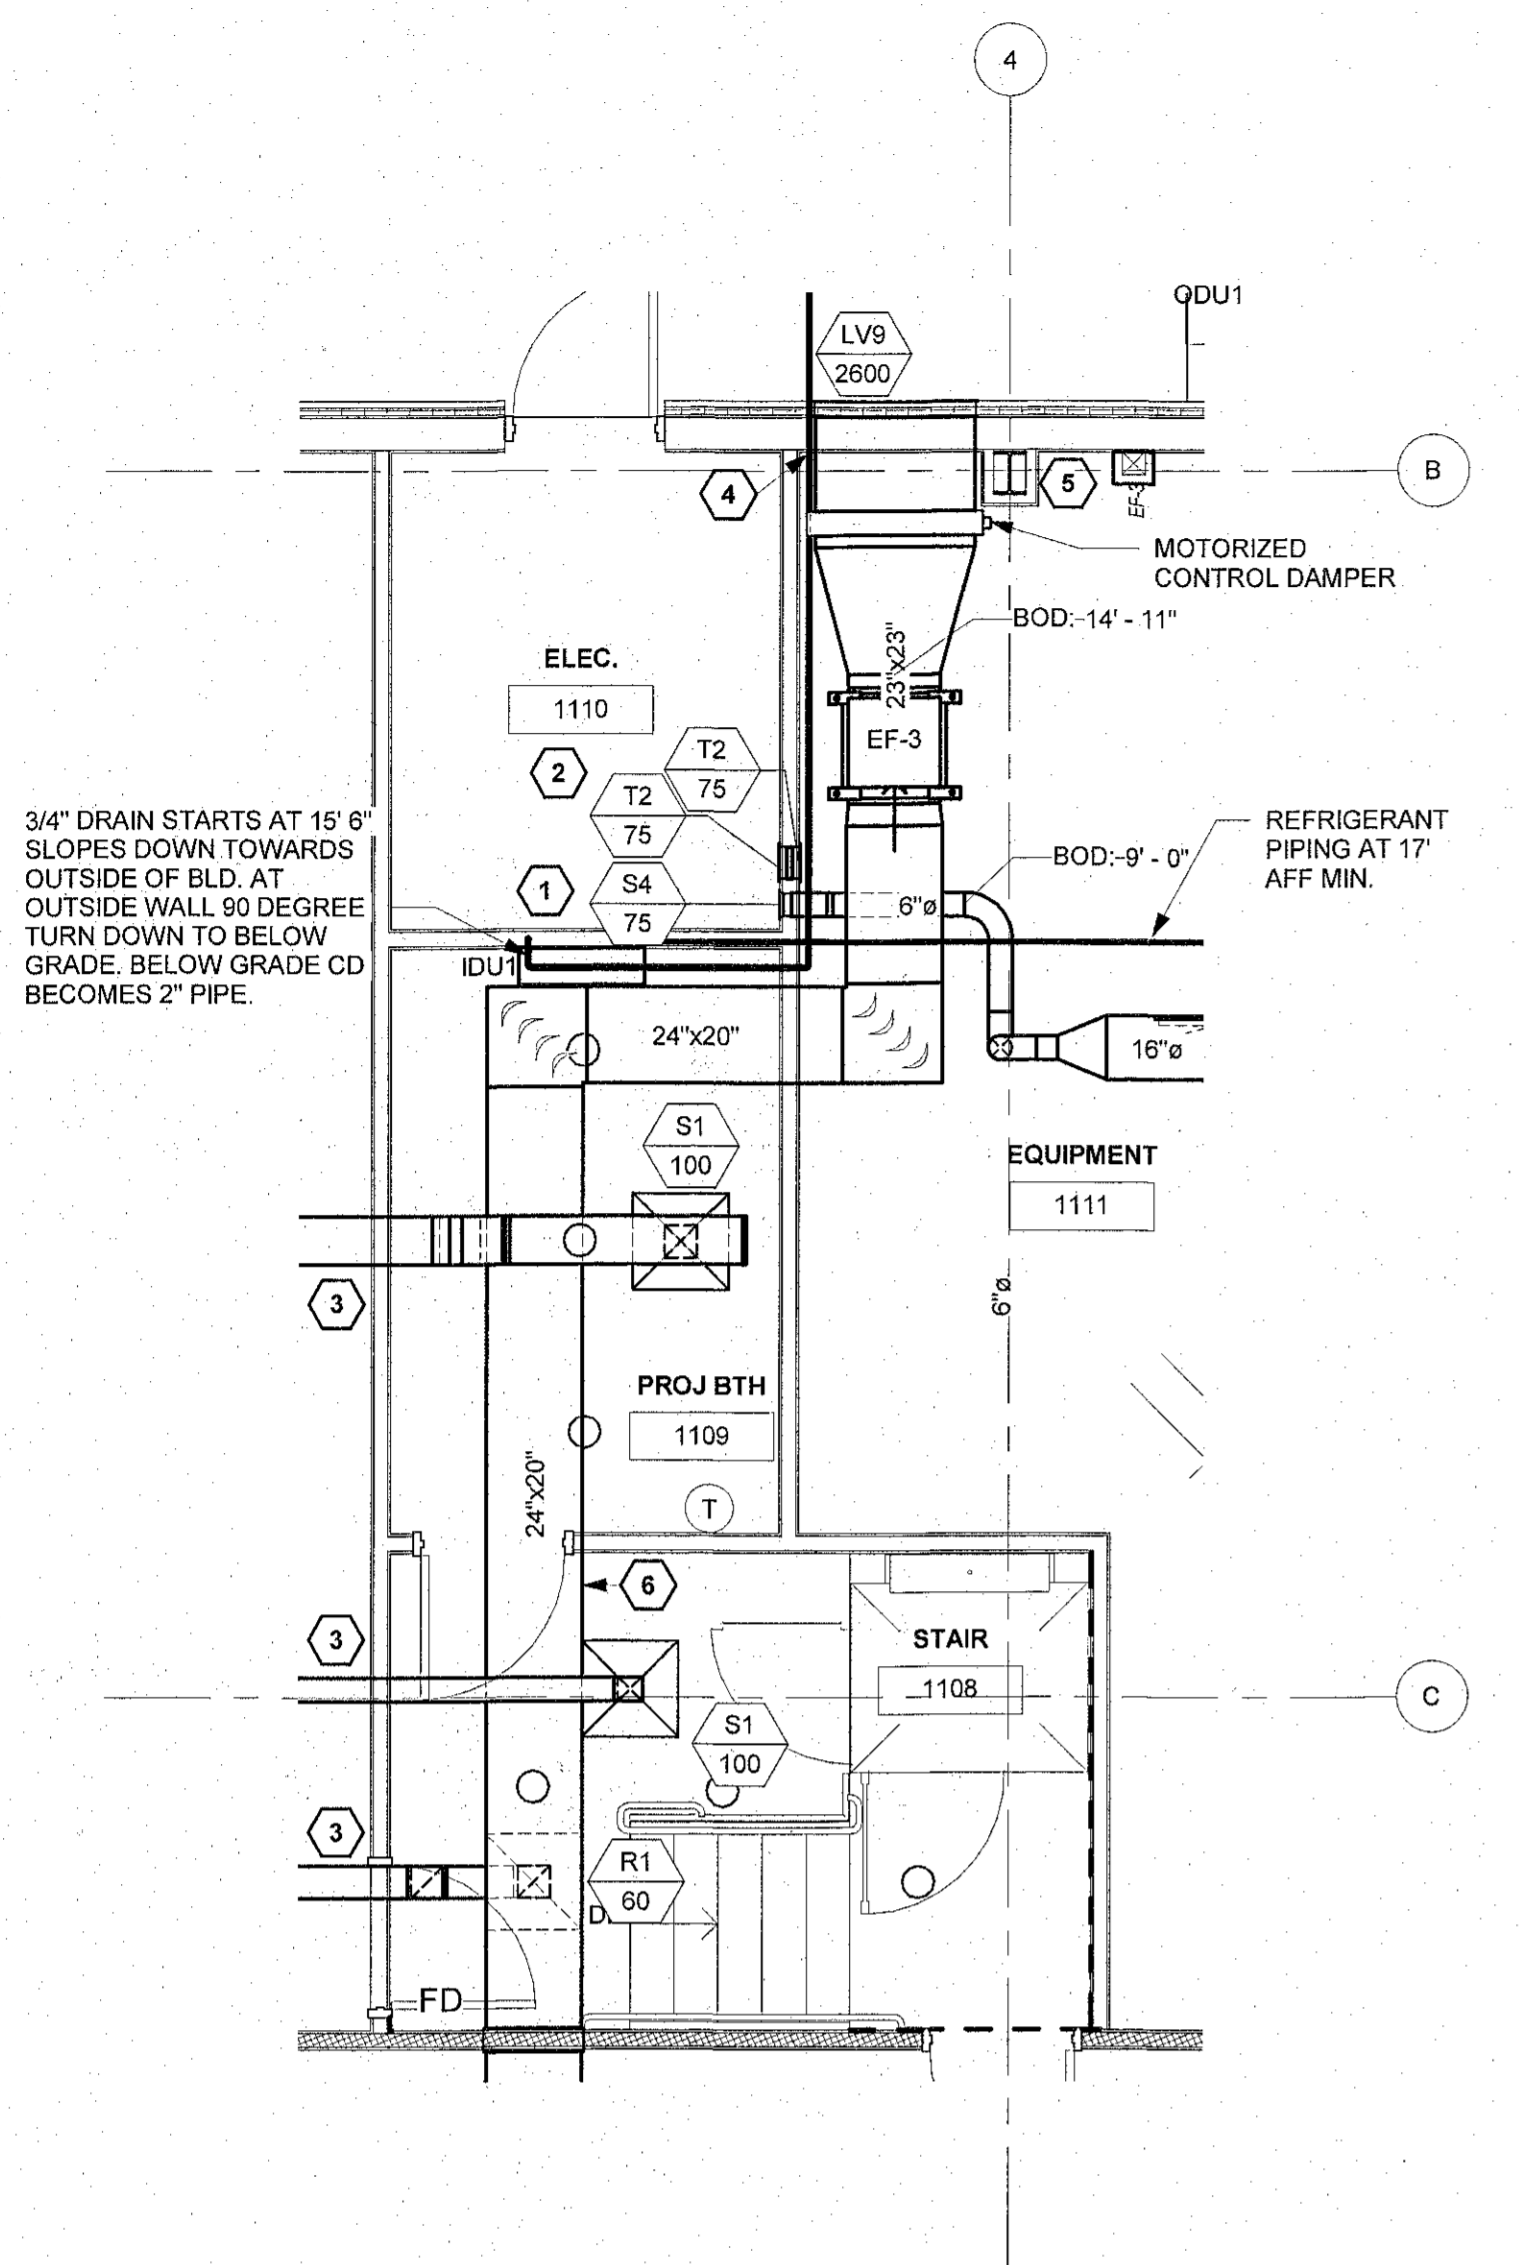 4
ODU1
LV9
2600
B
4
5
EF-3
MOTORIZED
CONTROL DAMPER
BOD:-14' - 11"
23"x23"
ELEC.
1110
EF-3
2
T2
75
T2
75
3/4" DRAIN STARTS AT 15' 6"
SLOPES DOWN TOWARDS
OUTSIDE OF BLD. AT
OUTSIDE WALL 90 DEGREE
TURN DOWN TO BELOW
GRADE. BELOW GRADE CD
BECOMES 2" PIPE.
REFRIGERANT
PIPING AT 17'
AFF MIN.
BOD:-9' - 0"
1
S4
75
6"ø
IDU1
24"x20"
16"ø
S1
100
EQUIPMENT
1111
3
6"ø
PROJ BTH
1109
24"x20"
T
6
3
STAIR
1108
C
S1
100
3
R1
60
D
FD